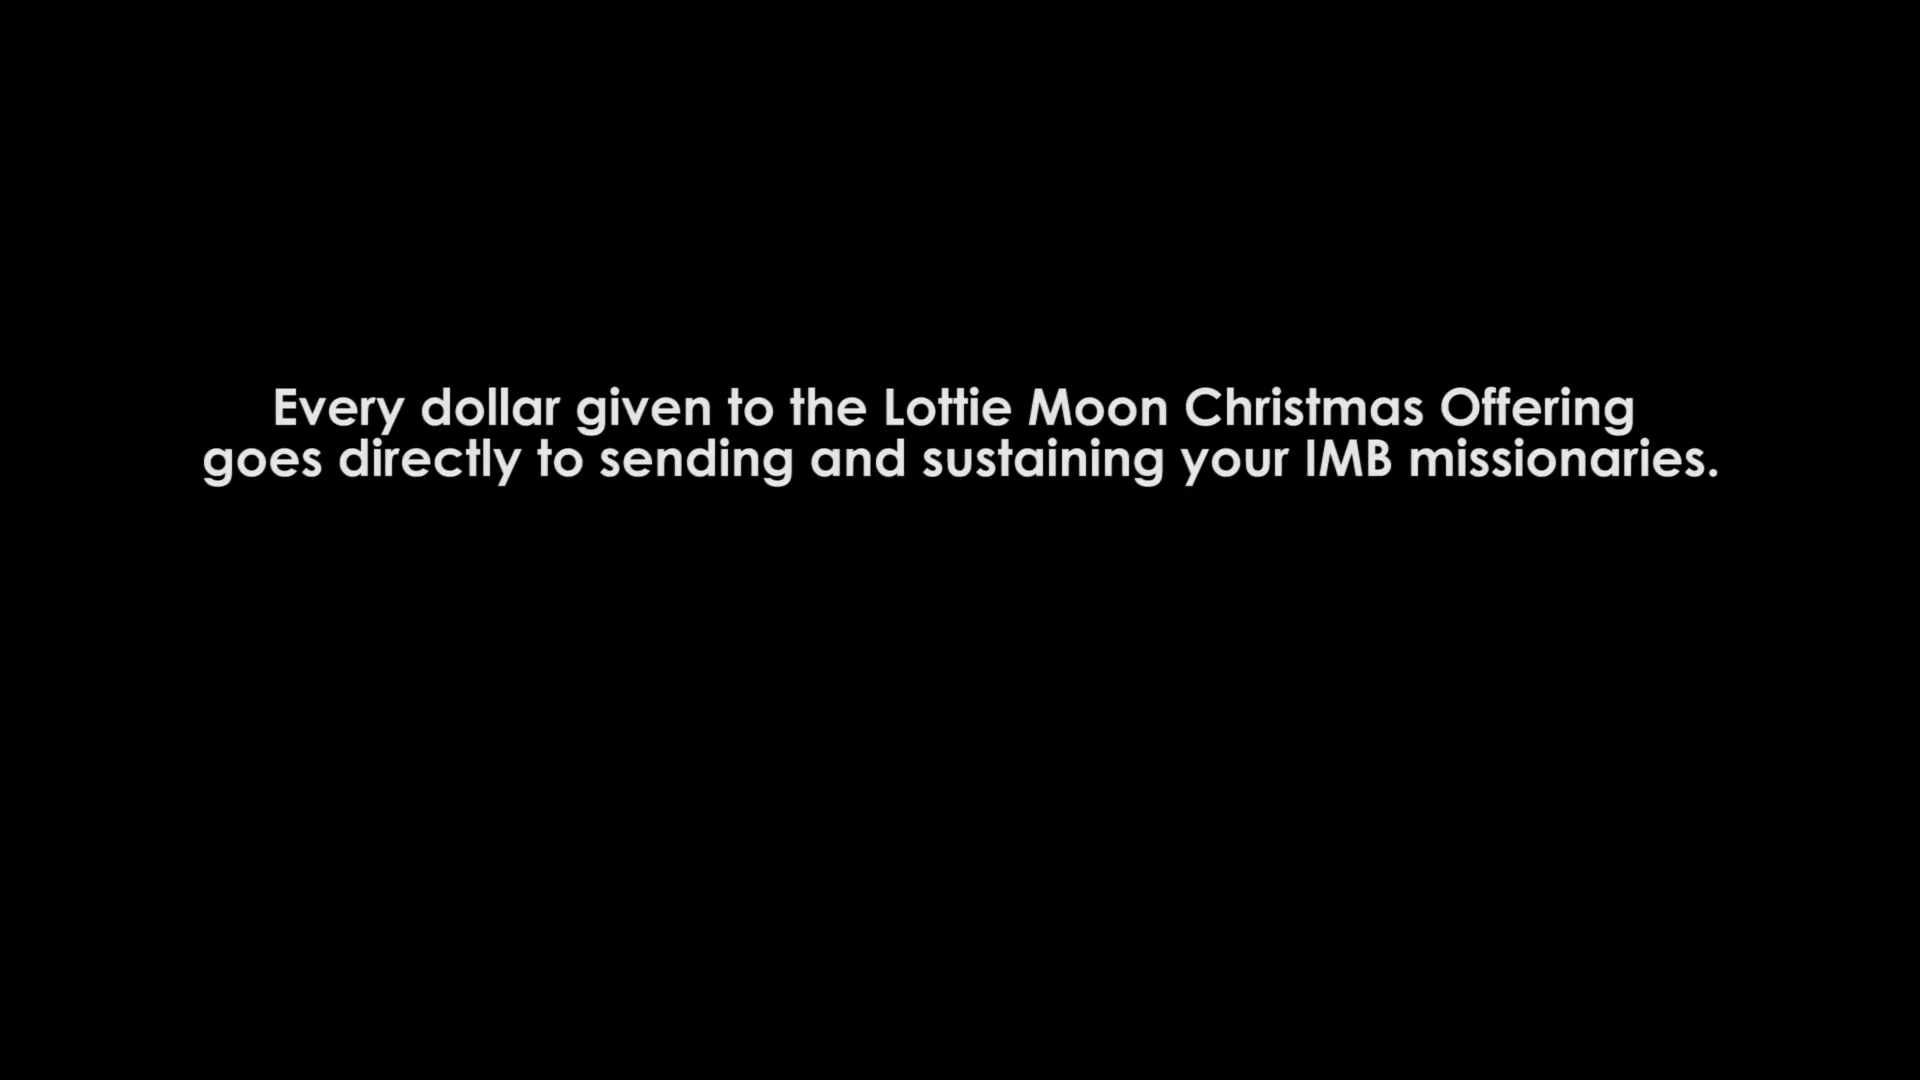 Every dollar given to the Lottie Moon Christmas Offering
goes directly to sending and sustaining your IMB missionaries.